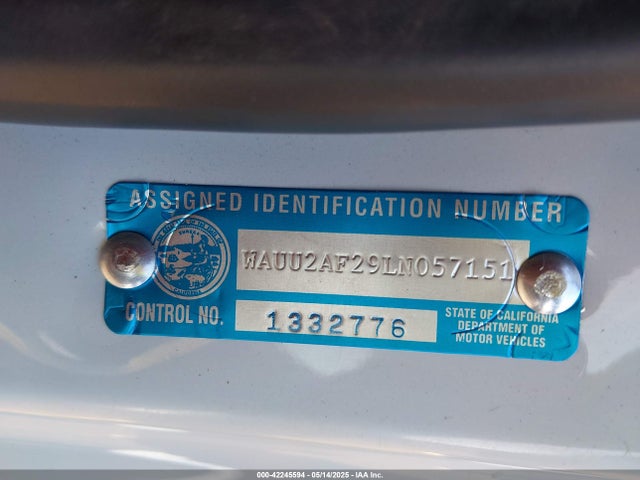 ASSIGNED IDENTIFICATION NUMBER
WAUU2AF29LN057151
CONTROL NO.
1332776
STATE OF CALIFORNIA
DEPARTMENT OF
MOTOR VEHICLES
000-42245594 - 05/14/2025 - IAA Inc.